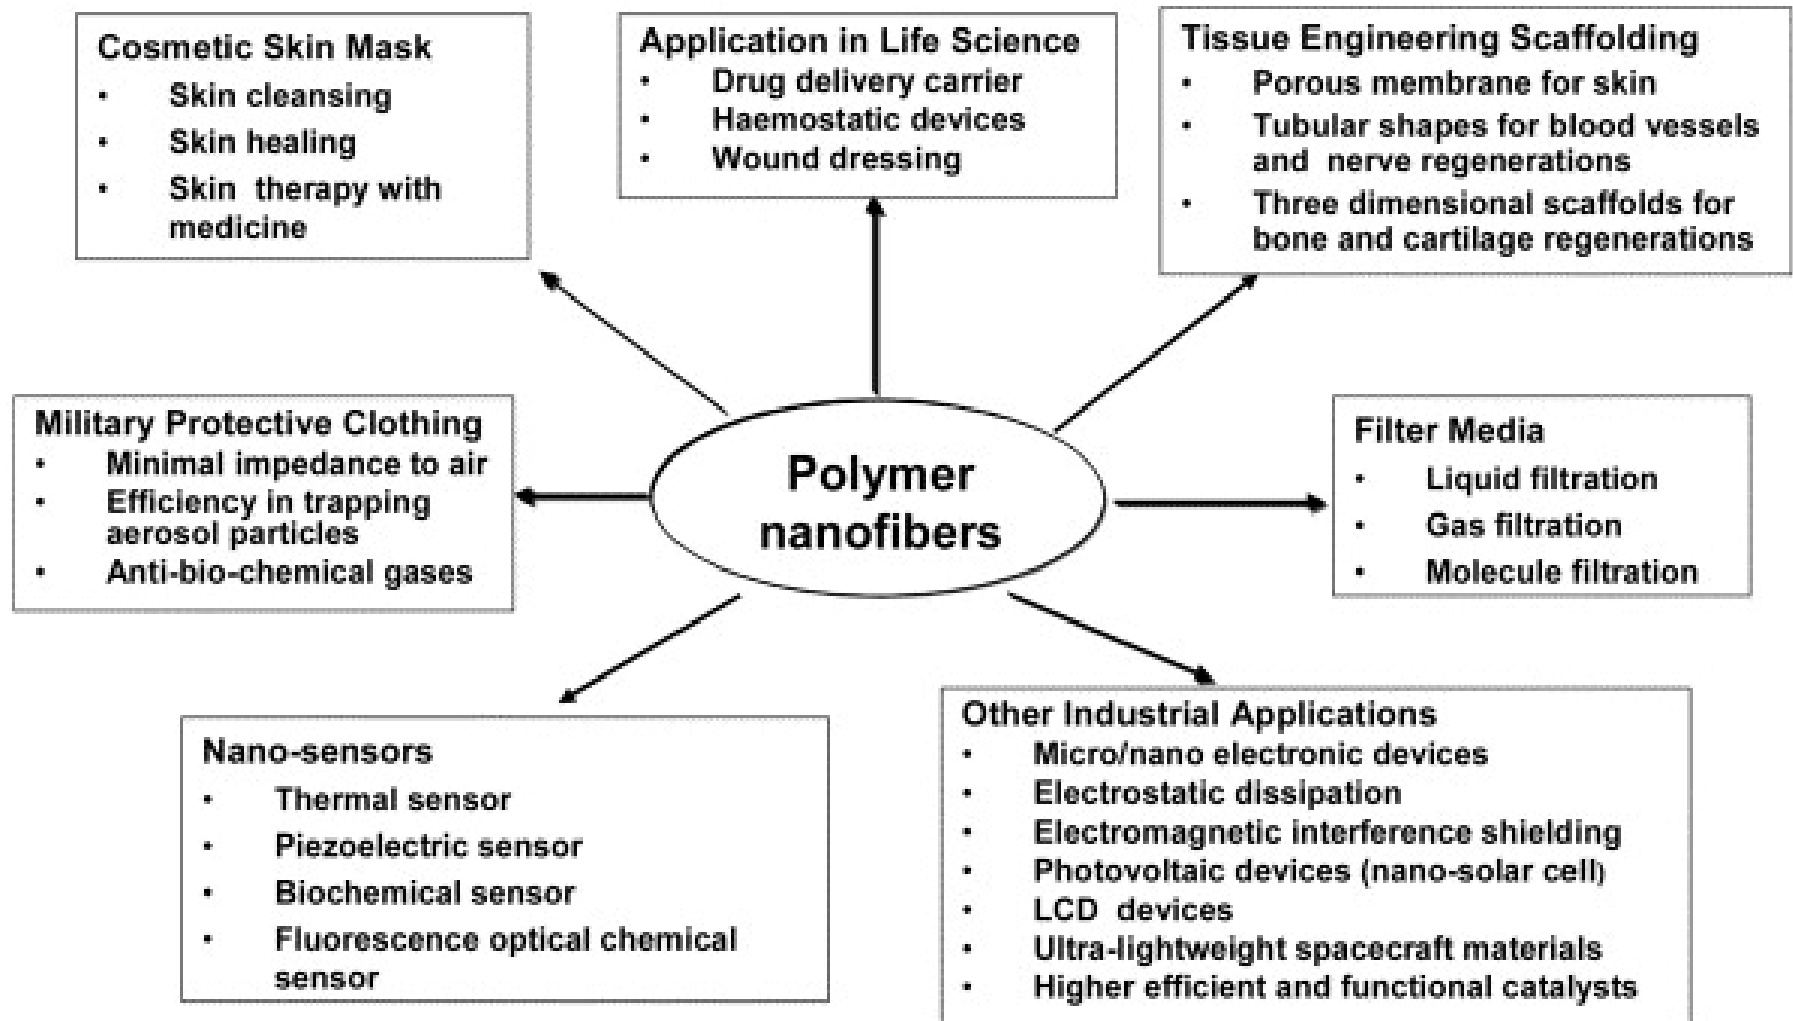 Cosmetic Skin Mask
• Skin cleansing
• Skin healing
• Skin therapy with
medicine
Application in Life Science
• Drug delivery carrier
• Haemostatic devices
• Wound dressing
Tissue Engineering Scaffolding
• Porous membrane for skin
• Tubular shapes for blood vessels
and nerve regenerations
• Three dimensional scaffolds for
bone and cartilage regenerations
Military Protective Clothing
• Minimal impedance to air
• Efficiency in trapping
aerosol particles
• Anti-bio-chemical gases
Polymer
nanofibers
Filter Media
• Liquid filtration
• Gas filtration
• Molecule filtration
Nano-sensors
• Thermal sensor
• Piezoelectric sensor
• Biochemical sensor
• Fluorescence optical chemical
sensor
Other Industrial Applications
• Micro/nano electronic devices
• Electrostatic dissipation
• Electromagnetic interference shielding
• Photovoltaic devices (nano-solar cell)
• LCD devices
• Ultra-lightweight spacecraft materials
• Higher efficient and functional catalysts